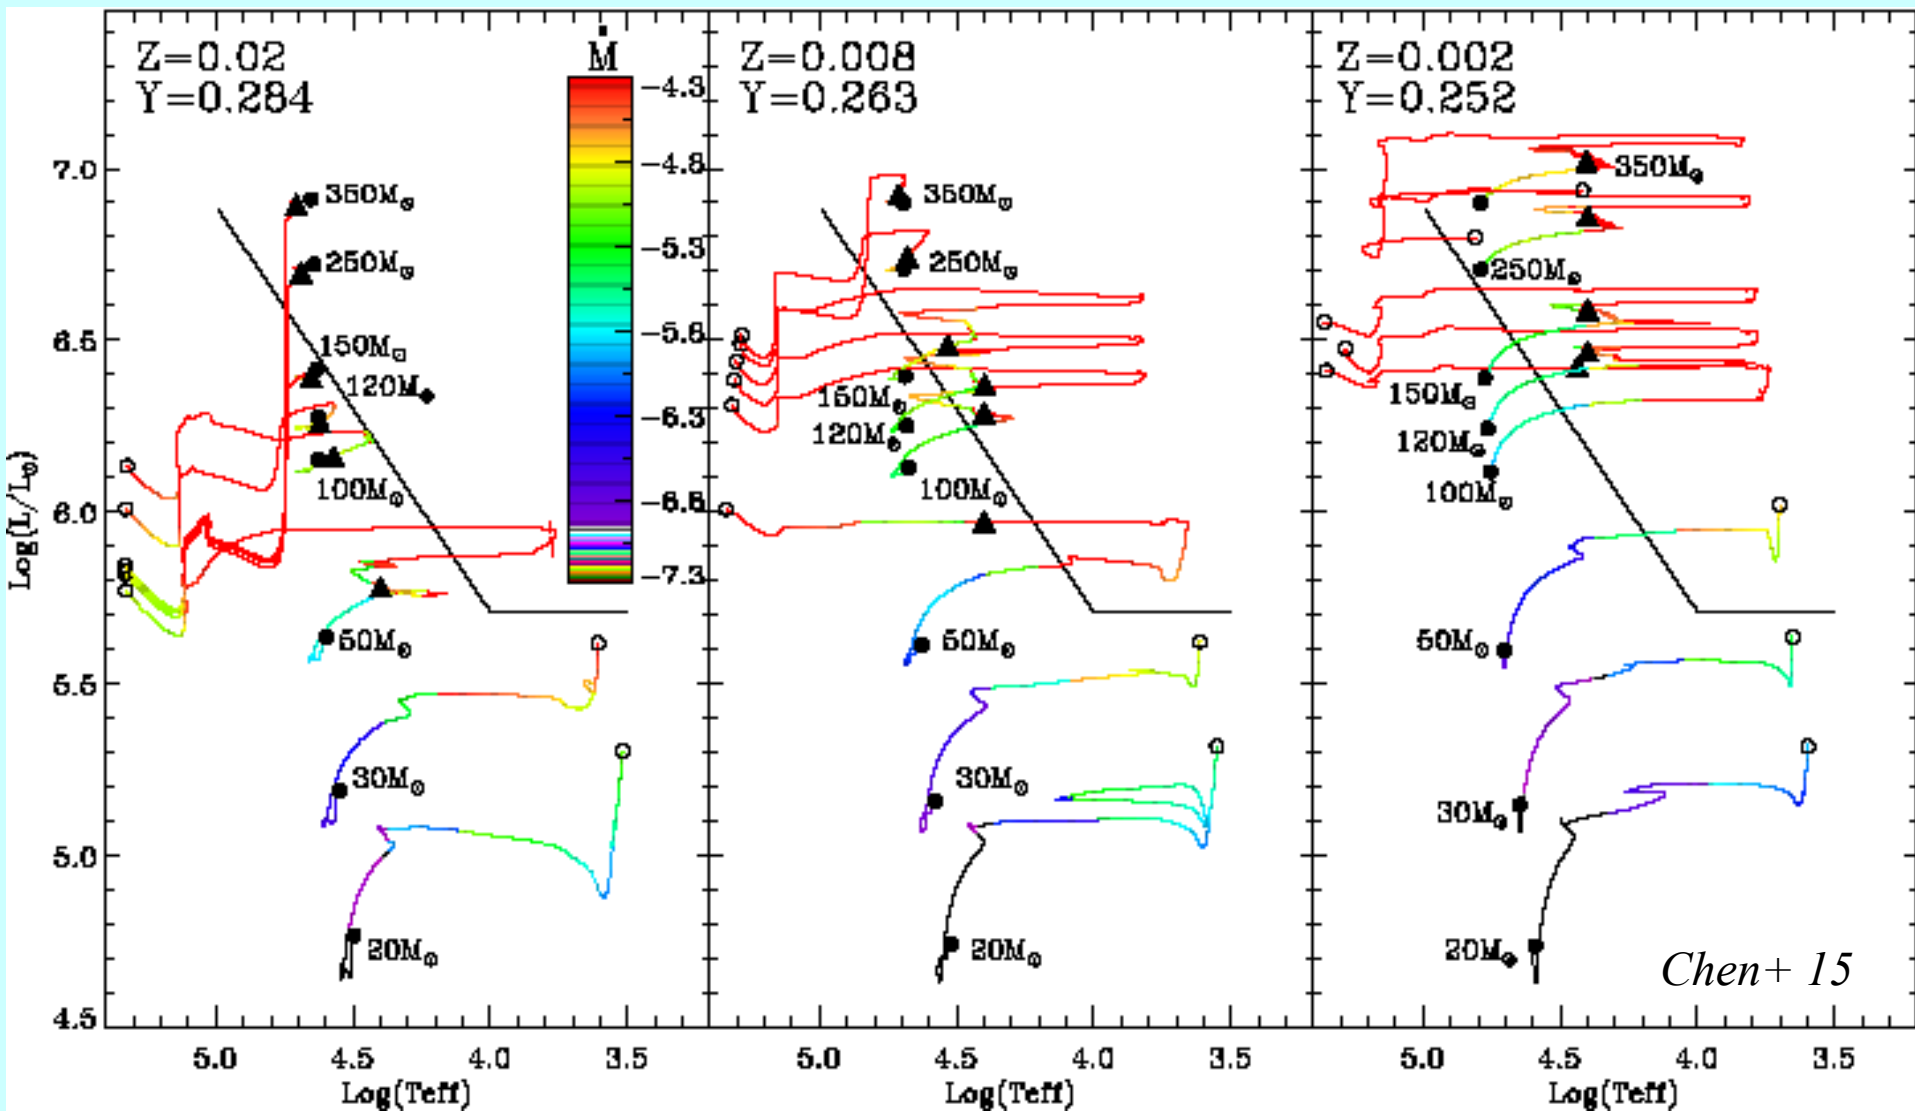 Z=0.02
Y=0.284
Ṁ
-4.3
-4.8
-5.3
-5.8
-6.3
-6.8
-7.3
350M⊙
250M⊙
150M⊙
120M⊙
100M⊙
50M⊙
30M⊙
20M⊙
Z=0.008
Y=0.263
350M⊙
250M⊙
150M⊙
120M⊙
100M⊙
50M⊙
30M⊙
20M⊙
Z=0.002
Y=0.252
350M⊙
250M⊙
150M⊙
120M⊙
100M⊙
50M⊙
30M⊙
20M⊙
Chen+ 15
Log(L/L⊙)
7.0
6.5
6.0
5.5
5.0
4.5
5.0 4.5 4.0 3.5 5.0 4.5 4.0 3.5 5.0 4.5 4.0 3.5
Log(Teff) Log(Teff) Log(Teff)